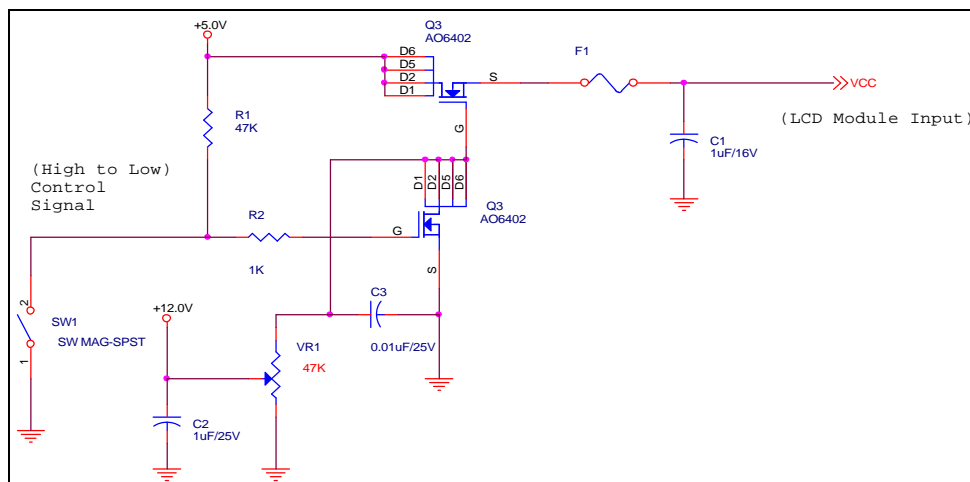 +5.0V
Q3
AO6402
D6
D5
D2
D1
S
G
F1
VCC
(LCD Module Input)
R1
47K
C1
1uF/16V
(High to Low)
Control
Signal
D1
D2
D5
D6
Q3
AO6402
R2
1K
G
S
C3
0.01uF/25V
+12.0V
2
SW1
SW MAG-SPST
1
VR1
47K
C2
1uF/25V